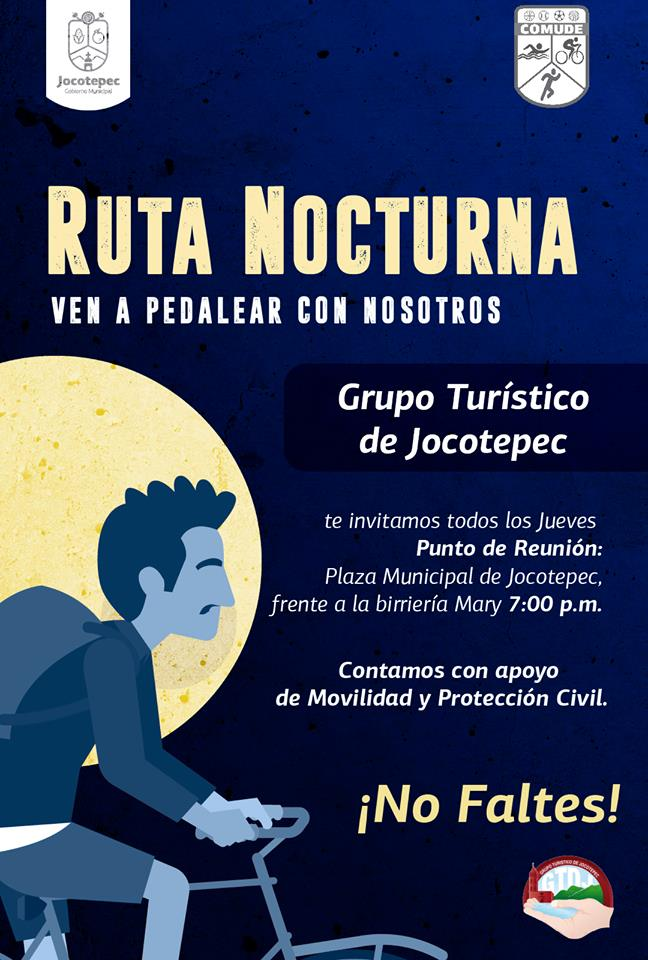 Jocotepec
Gobierno Municipal
COMUDE
RUTA NOCTURNA
VEN A PEDALEAR CON NOSOTROS
Grupo Turístico
de Jocotepec
te invitamos todos los Jueves
Punto de Reunión:
Plaza Municipal de Jocotepec,
frente a la birriería Mary 7:00 p.m.
Contamos con apoyo
de Movilidad y Protección Civil.
¡No Faltes!
GRUPO TURISTICO DE JOCOTEPEC
GTDJ